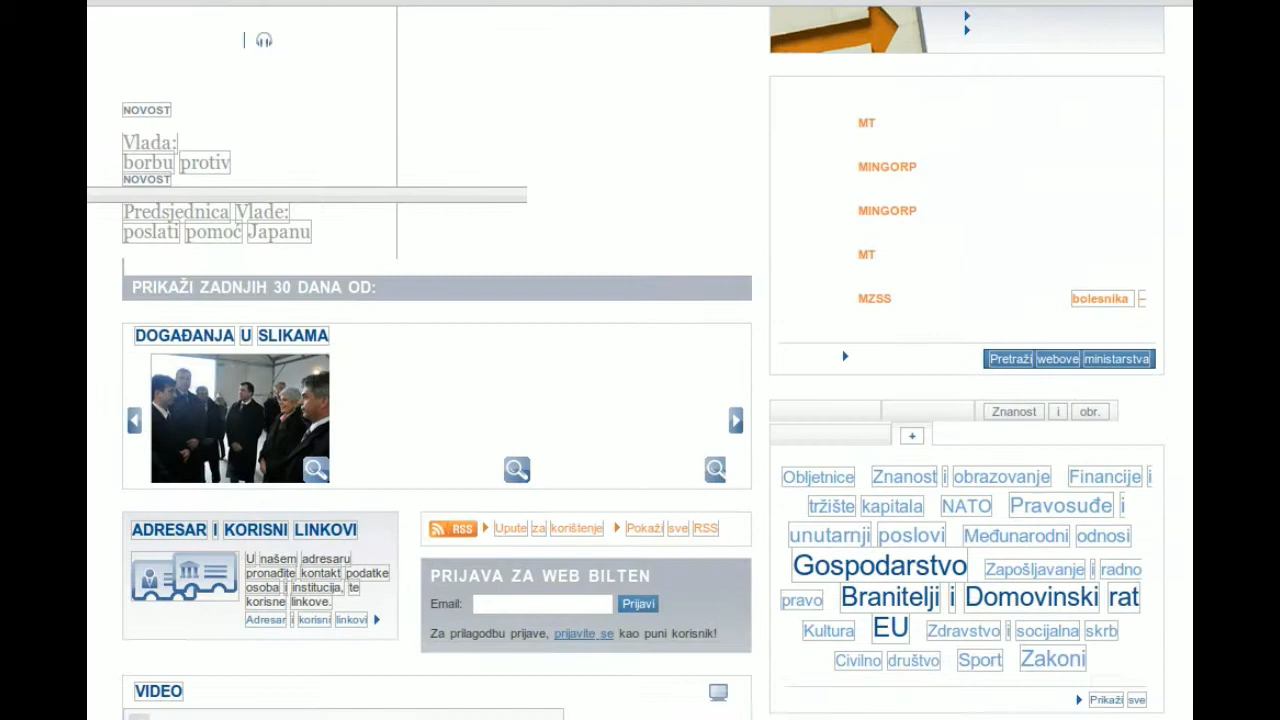 NOVOST
Vlada:
borbu protiv
NOVOST
Predsjednica Vlade:
poslati pomoć Japanu
PRIKAŽI ZADNJIH 30 DANA OD:
DOGAĐANJA U SLIKAMA
ADRESAR I KORISNI LINKOVI
U našem adresaru
pronađite kontakt podatke
osoba i institucija, te
korisne linkove.
Adresar i korisni linkovi
RSS Upute za korištenje Pokaži sve RSS
PRIJAVA ZA WEB BILTEN
Email: Prijavi
Za prilagodbu prijave, prijavite se kao puni korisnik!
VIDEO
MT
MINGORP
MINGORP
MT
MZSS bolesnika –
Pretraži webove ministarstva
Znanost i obr.
+
Obljetnice Znanost i obrazovanje Financije i
tržište kapitala NATO Pravosuđe i
unutarnji poslovi Međunarodni odnosi
Gospodarstvo Zapošljavanje i radno
pravo Branitelji i Domovinski rat
Kultura EU Zdravstvo i socijalna skrb
Civilno društvo Sport Zakoni
Prikaži sve